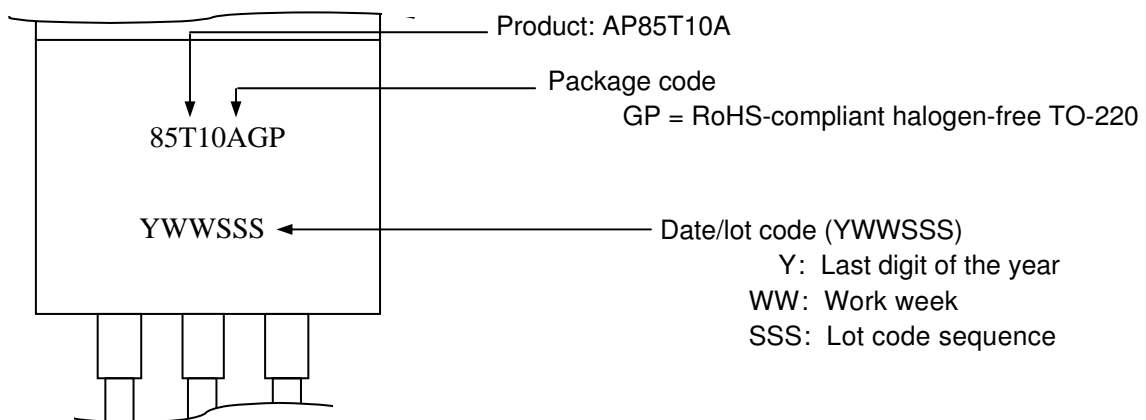 Product: AP85T10A
Package code
GP = RoHS-compliant halogen-free TO-220
85T10AGP
YWWSSS
Date/lot code (YWWSSS)
Y: Last digit of the year
WW: Work week
SSS: Lot code sequence